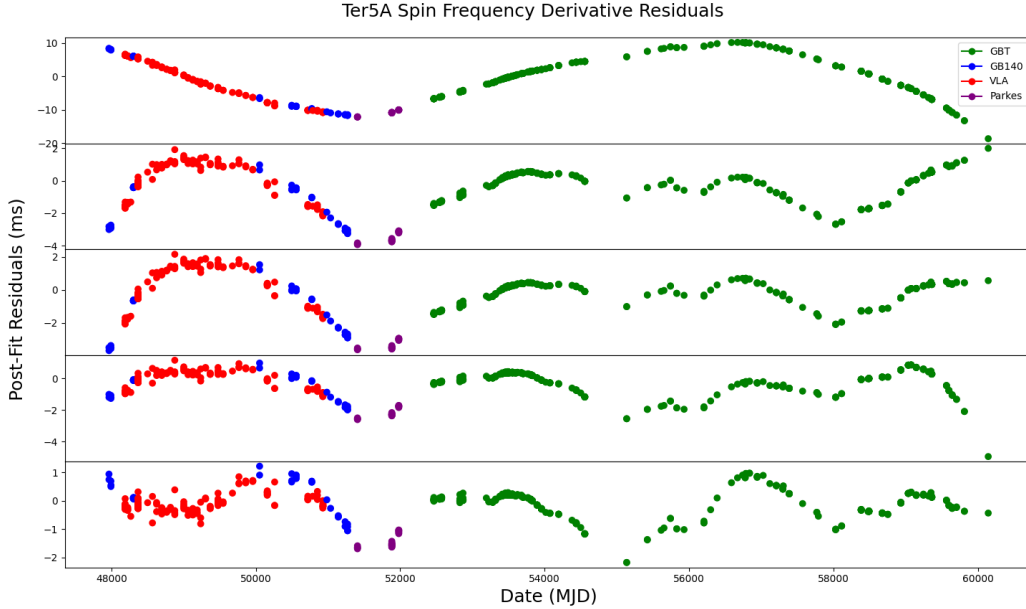 Ter5A Spin Frequency Derivative Residuals
10
0
−10
−20
GBT
GB140
VLA
Parkes
2
0
−2
−4
2
0
−2
0
−2
−4
1
0
−1
−2
Post-Fit Residuals (ms)
48000 50000 52000 54000 56000 58000 60000
Date (MJD)